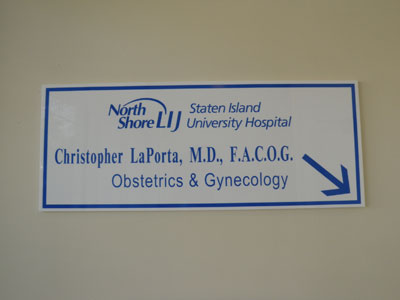 North Shore LIJ
Staten Island
University Hospital
Christopher LaPorta, M.D., F.A.C.O.G.
Obstetrics & Gynecology